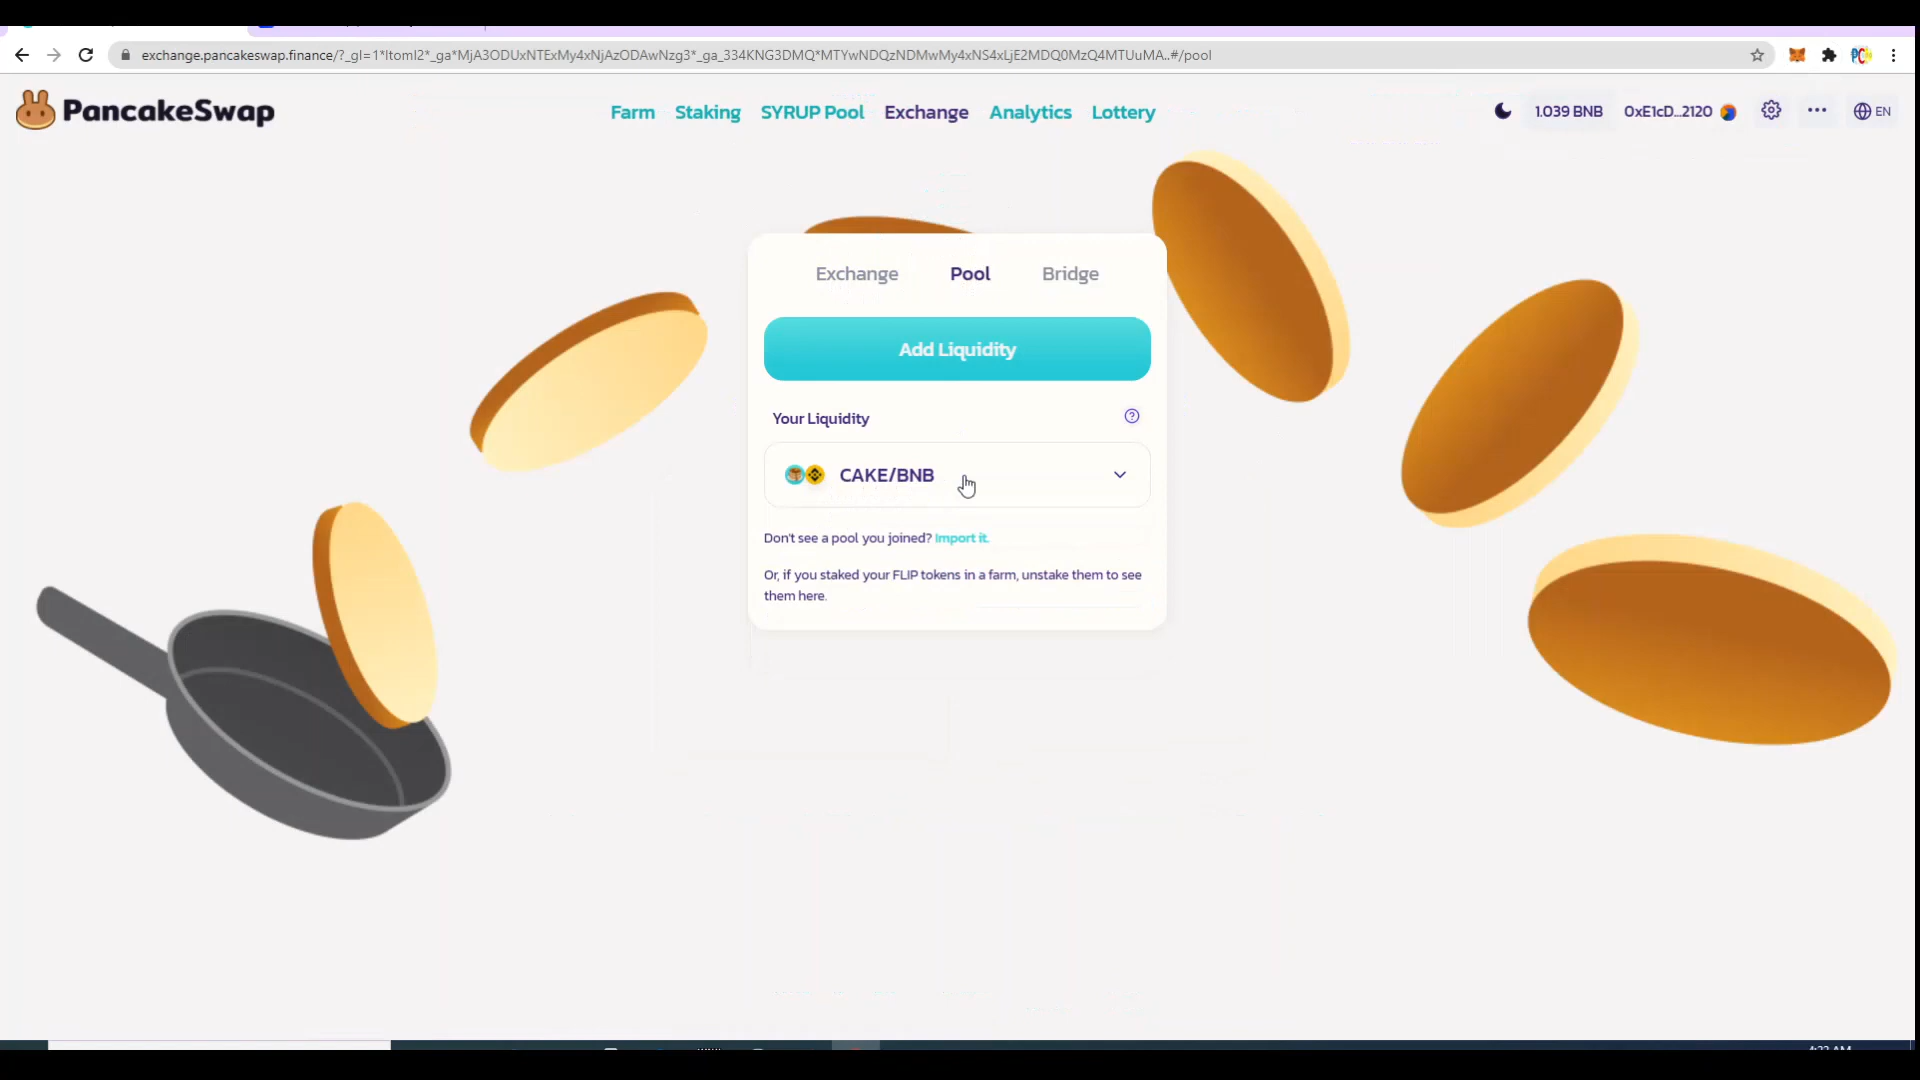 exchange.pancakeswap.finance/?_gl=1*ltoml2*_ga*MjA3ODUxNTExMy4xNjAzODAwNzg3*_ga_334KNG3DMQ*MTYwNDQzNDMwMy4xNS4xLjE2MDQ0MzQ4MTUuMA..#/pool
PancakeSwap
Farm Staking SYRUP Pool Exchange Analytics Lottery
1.039 BNB 0xE1cD...2120 EN
Exchange Pool Bridge
Add Liquidity
Your Liquidity
CAKE/BNB
Don't see a pool you joined? Import it.
Or, if you staked your FLIP tokens in a farm, unstake them to see
them here.